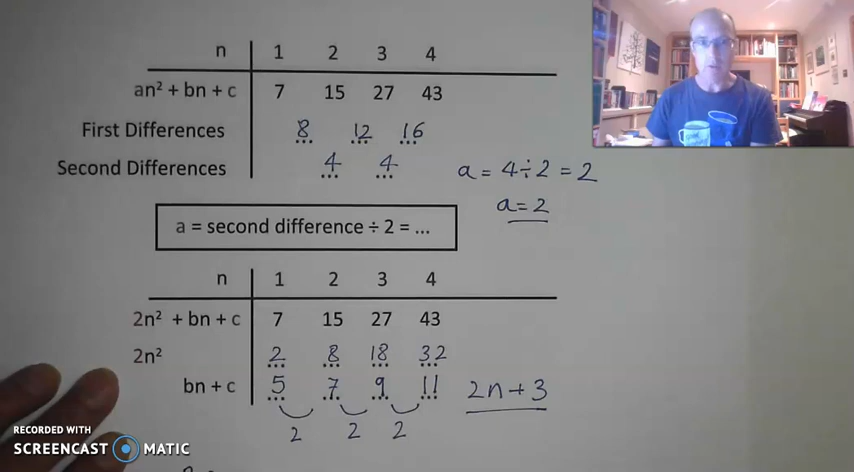 n 1 2 3 4
an² + bn + c 7 15 27 43
First Differences 8 12 16
Second Differences 4 4
a = 4 ÷ 2 = 2
a = 2
a = second difference ÷ 2 = ...
n 1 2 3 4
2n² + bn + c 7 15 27 43
2n² 2 8 18 32
bn + c 5 7 9 11 2n + 3
2 2 2
RECORDED WITH
SCREENCAST MATIC